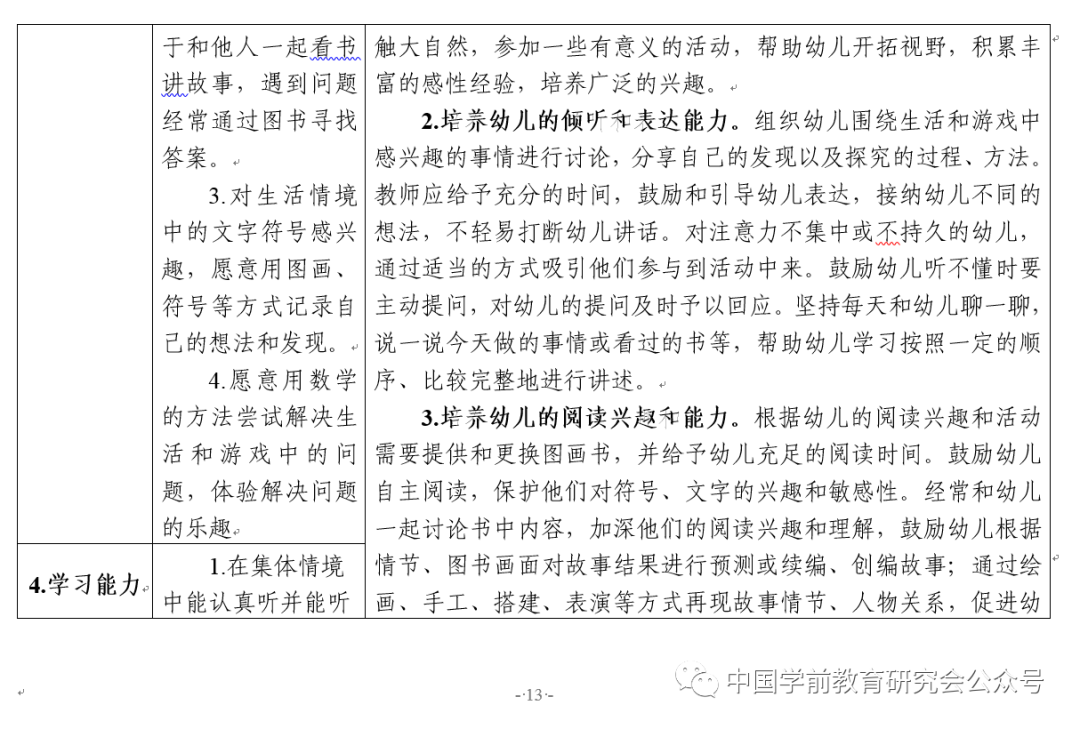 于和他人一起看书
讲故事，遇到问题
经常通过图书寻找
答案。
3.对生活情境
中的文字符号感兴
趣，愿意用图画、
符号等方式记录自
己的想法和发现。
4.愿意用数学
的方法尝试解决生
活和游戏中的问
题，体验解决问题
的乐趣
4.学习能力
1.在集体情境
中能认真听并能听
触大自然，参加一些有意义的活动，帮助幼儿开拓视野，积累丰
富的感性经验，培养广泛的兴趣。
2.培养幼儿的倾听和表达能力。组织幼儿围绕生活和游戏中
感兴趣的事情进行讨论，分享自己的发现以及探究的过程、方法。
教师应给予充分的时间，鼓励和引导幼儿表达，接纳幼儿不同的
想法，不轻易打断幼儿讲话。对注意力不集中或不持久的幼儿，
通过适当的方式吸引他们参与到活动中来。鼓励幼儿听不懂时要
主动提问，对幼儿的提问及时予以回应。坚持每天和幼儿聊一聊，
说一说今天做的事情或看过的书等，帮助幼儿学习按照一定的顺
序、比较完整地进行讲述。
3.培养幼儿的阅读兴趣和能力。根据幼儿的阅读兴趣和活动
需要提供和更换图画书，并给予幼儿充足的阅读时间。鼓励幼儿
自主阅读，保护他们对符号、文字的兴趣和敏感性。经常和幼儿
一起讨论书中内容，加深他们的阅读兴趣和理解，鼓励幼儿根据
情节、图书画面对故事结果进行预测或续编、创编故事；通过绘
画、手工、搭建、表演等方式再现故事情节、人物关系，促进幼
中国学前教育研究会公众号
-·13·-